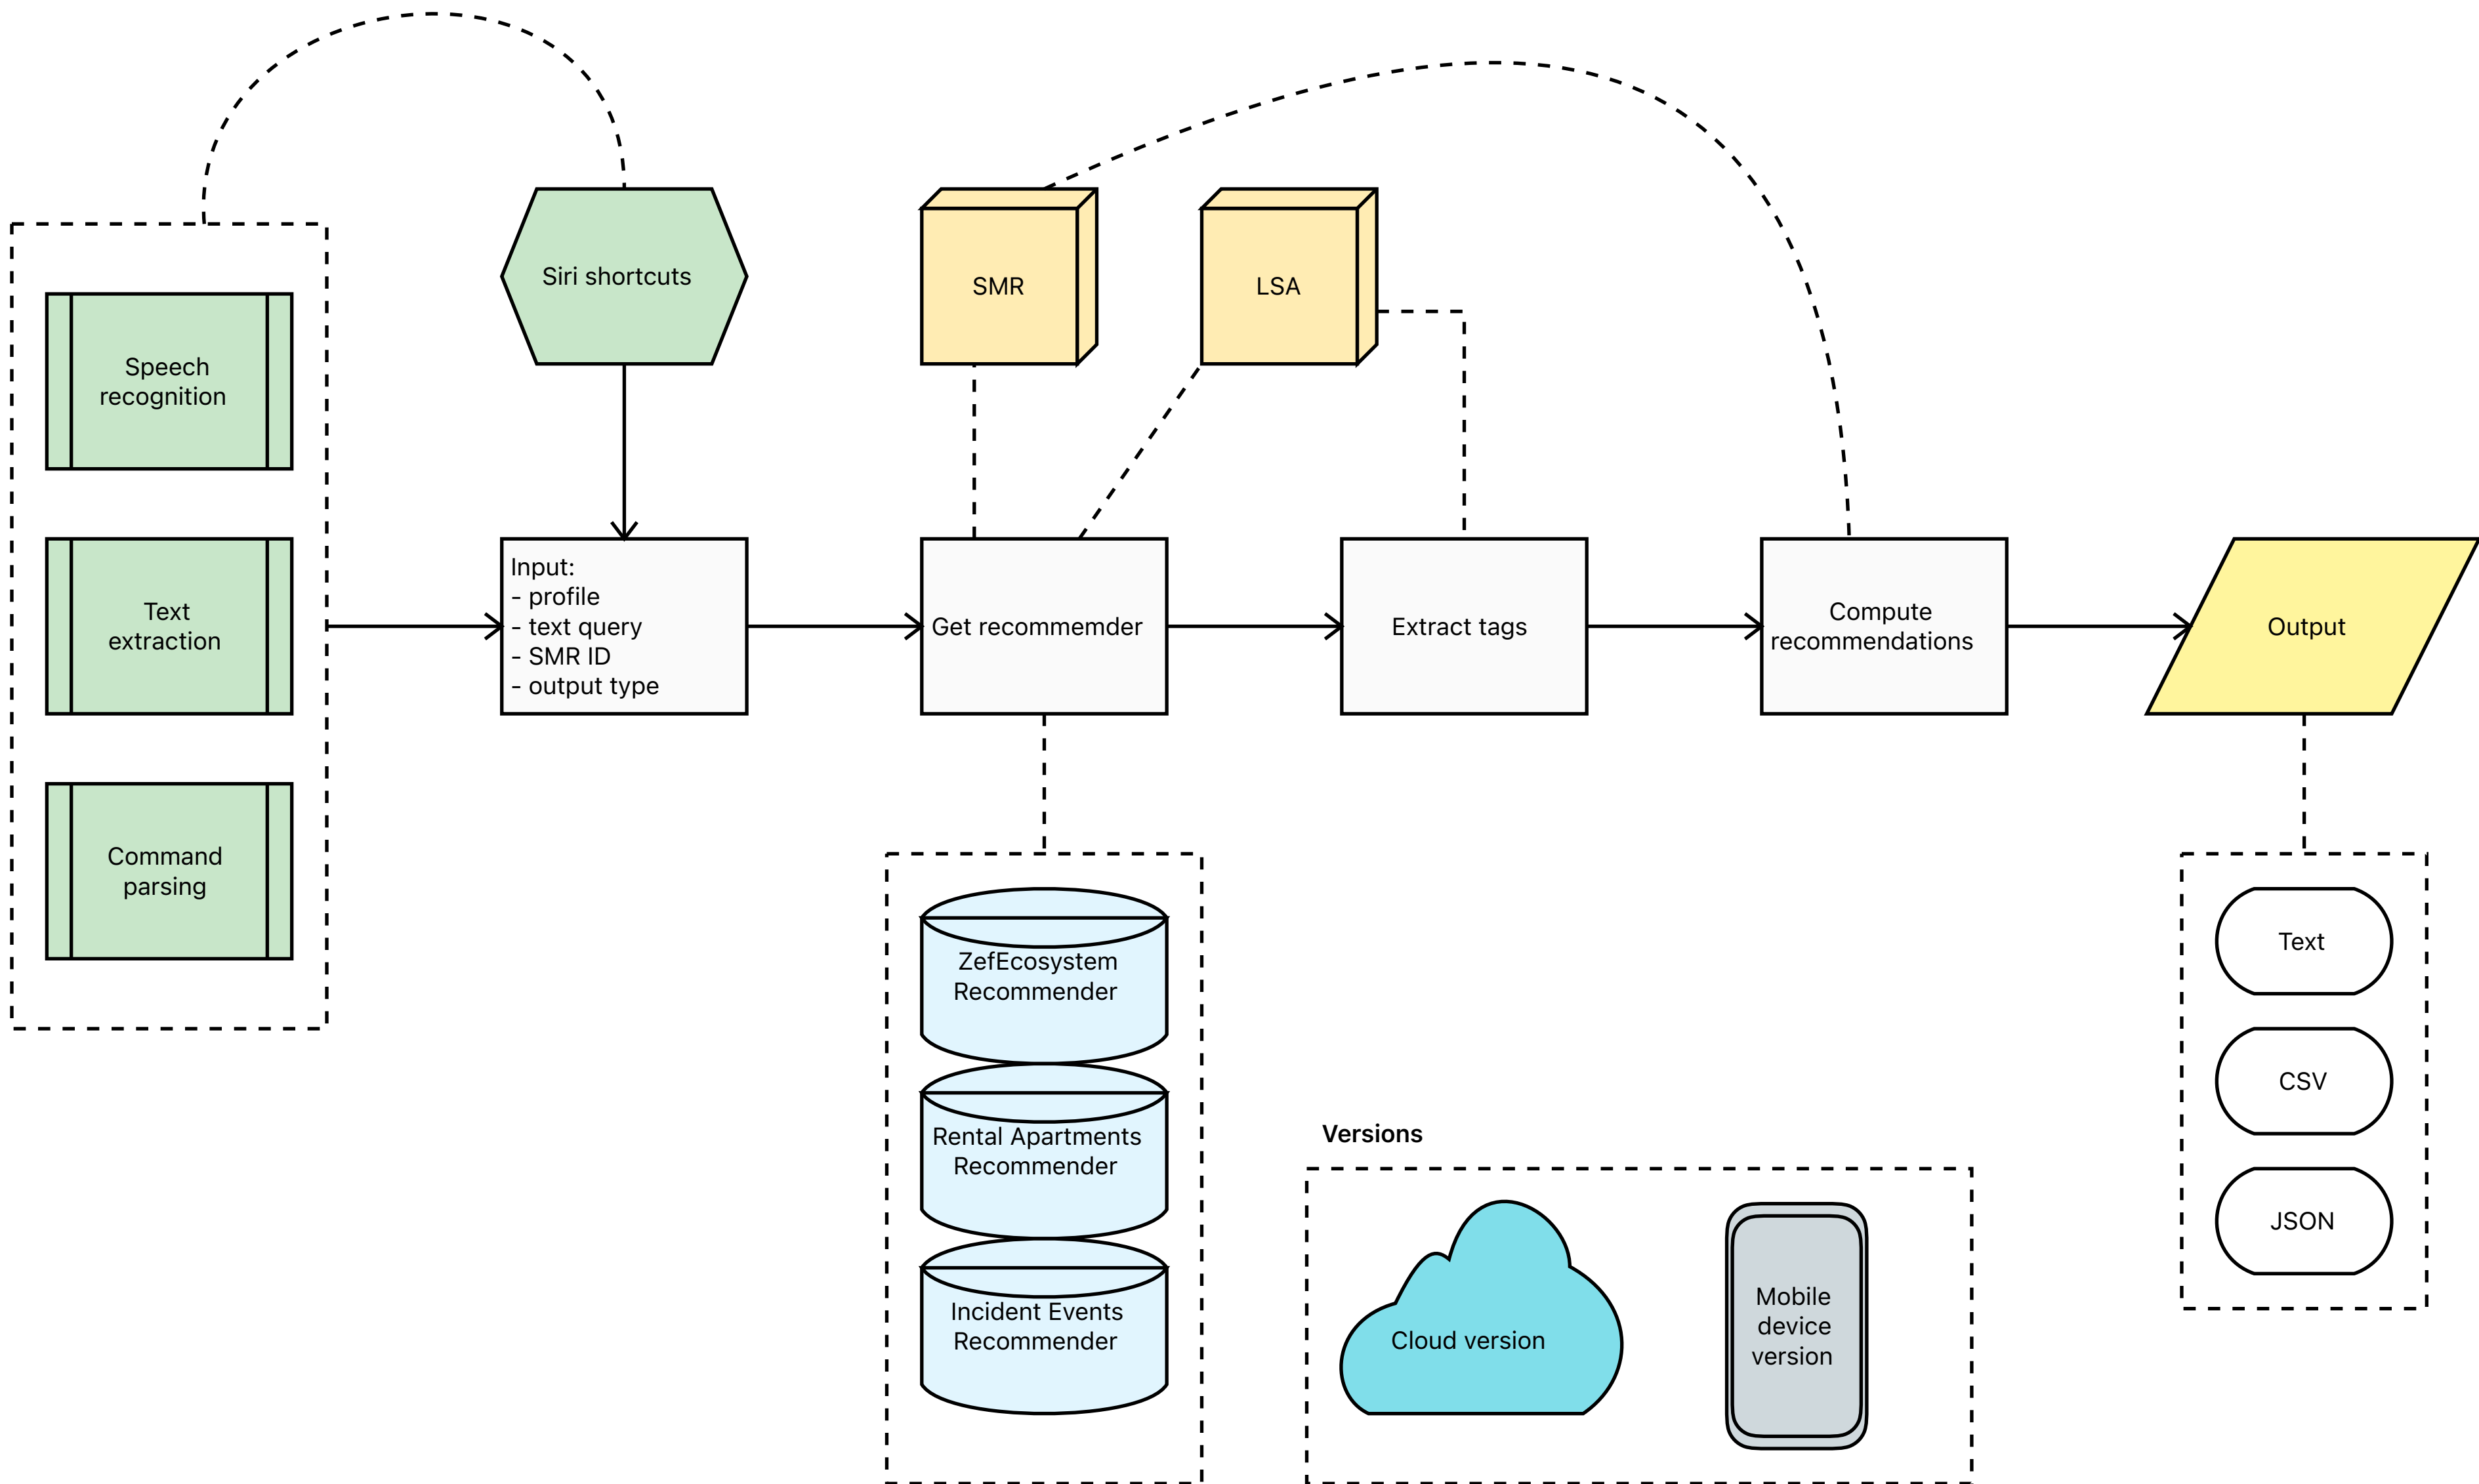 Speech
recognition
Text
extraction
Command
parsing
Siri shortcuts
Input:
- profile
- text query
- SMR ID
- output type
SMR
LSA
Get recommemder
Extract tags
Compute
recommendations
Output
ZefEcosystem
Recommender
Rental Apartments
Recommender
Incident Events
Recommender
Versions
Cloud version
Mobile
device
version
Text
CSV
JSON